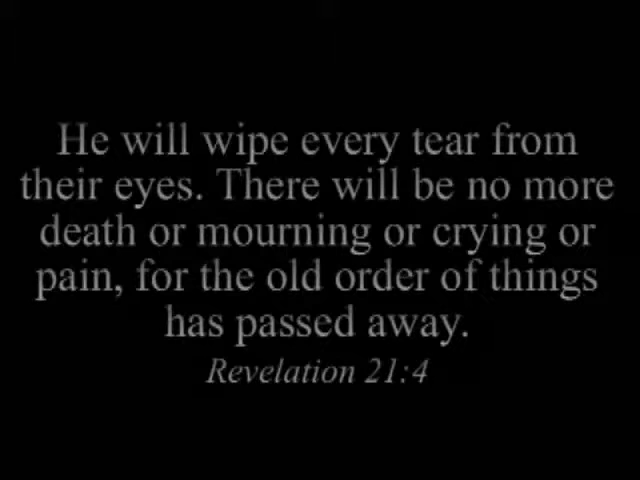 He will wipe every tear from
their eyes. There will be no more
death or mourning or crying or
pain, for the old order of things
has passed away.
Revelation 21:4